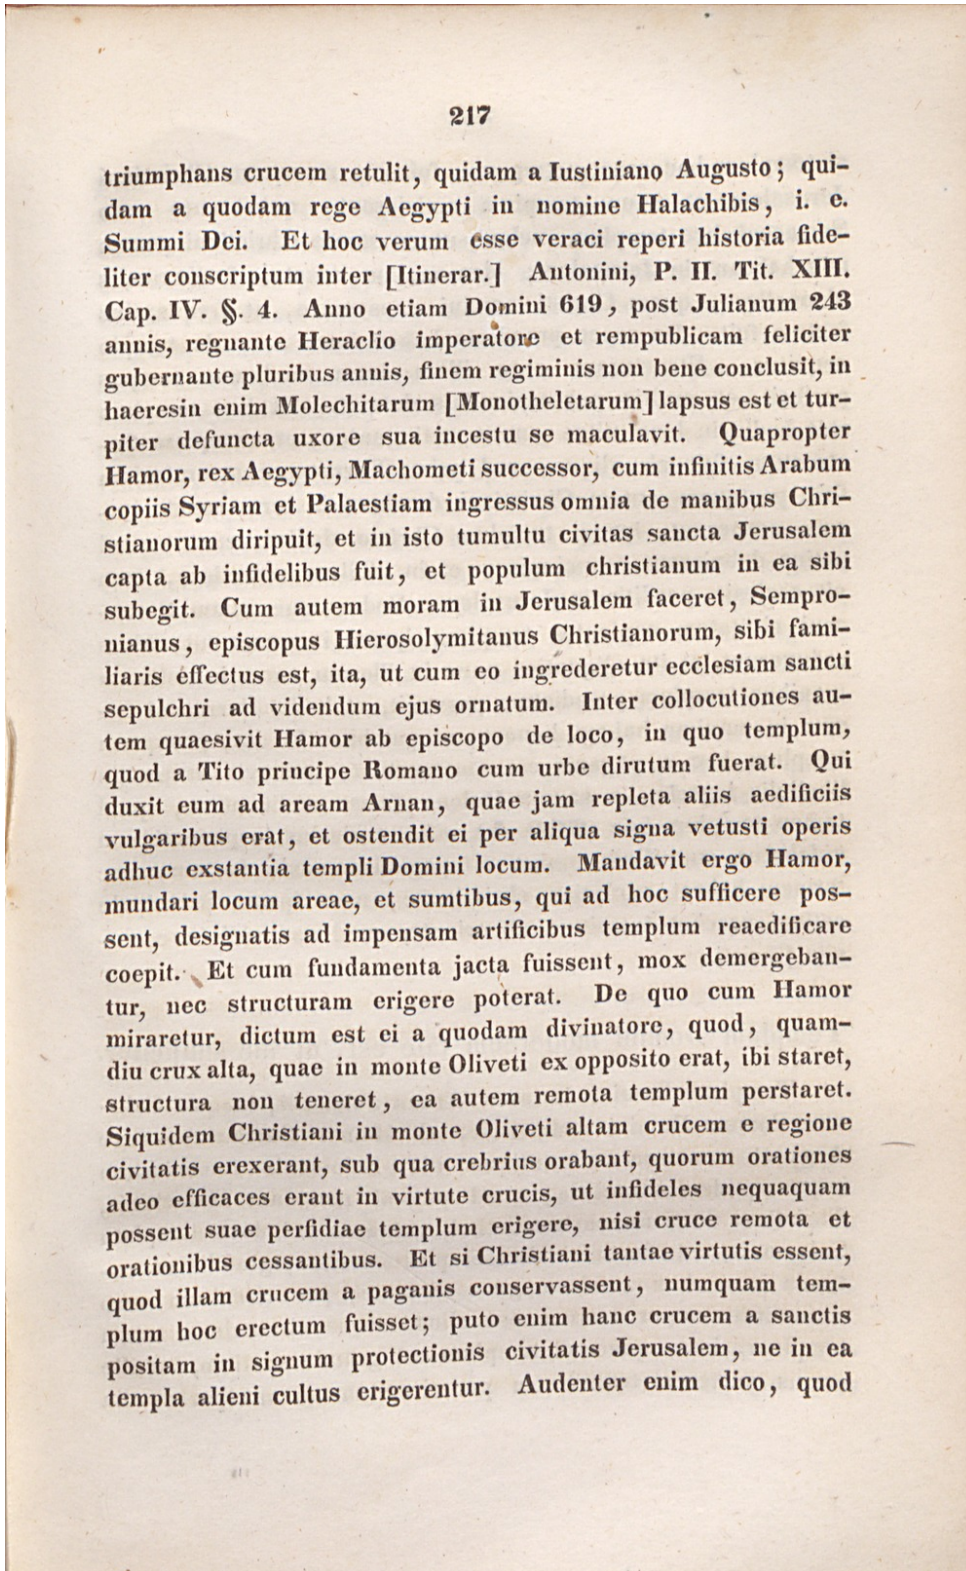 217
triumphans crucem retulit, quidam a Iustiniano Augusto; qui-
dam a quodam rege Aegypti in nomine Halachibis, i. e.
Summi Dei. Et hoc verum esse veraci reperi historia fide-
liter conscriptum inter [Itinerar.] Antonini, P. II. Tit. XIII.
Cap. IV. §. 4. Anno etiam Domini 619, post Julianum 243
annis, regnante Heraclio imperatore et rempublicam feliciter
gubernante pluribus annis, finem regiminis non bene conclusit, in
haeresin enim Molechitarum [Monotheletarum] lapsus est et tur-
piter defuncta uxore sua incestu se maculavit. Quapropter
Hamor, rex Aegypti, Machometi successor, cum infinitis Arabum
copiis Syriam et Palaestiam ingressus omnia de manibus Chri-
stianorum diripuit, et in isto tumultu civitas sancta Jerusalem
capta ab infidelibus fuit, et populum christianum in ea sibi
subegit. Cum autem moram in Jerusalem faceret, Sempro-
nianus, episcopus Hierosolymitanus Christianorum, sibi fami-
liaris effectus est, ita, ut cum eo ingrederetur ecclesiam sancti
sepulchri ad videndum ejus ornatum. Inter collocutiones au-
tem quaesivit Hamor ab episcopo de loco, in quo templum,
quod a Tito principe Romano cum urbe dirutum fuerat. Qui
duxit eum ad aream Arnan, quae jam repleta aliis aedificiis
vulgaribus erat, et ostendit ei per aliqua signa vetusti operis
adhuc exstantia templi Domini locum. Mandavit ergo Hamor,
mundari locum areae, et sumtibus, qui ad hoc sufficere pos-
sent, designatis ad impensam artificibus templum reaedificare
coepit. Et cum fundamenta jacta fuissent, mox demergeban-
tur, nec structuram erigere poterat. De quo cum Hamor
miraretur, dictum est ei a quodam divinatore, quod, quam-
diu crux alta, quae in monte Oliveti ex opposito erat, ibi staret,
structura non teneret, ea autem remota templum perstaret.
Siquidem Christiani in monte Oliveti altam crucem e regione
civitatis erexerant, sub qua crebrius orabant, quorum orationes
adeo efficaces erant in virtute crucis, ut infideles nequaquam
possent suae perfidiae templum erigere, nisi cruce remota et
orationibus cessantibus. Et si Christiani tantae virtutis essent,
quod illam crucem a paganis conservassent, numquam tem-
plum hoc erectum fuisset; puto enim hanc crucem a sanctis
positam in signum protectionis civitatis Jerusalem, ne in ea
templa alieni cultus erigerentur. Audenter enim dico, quod